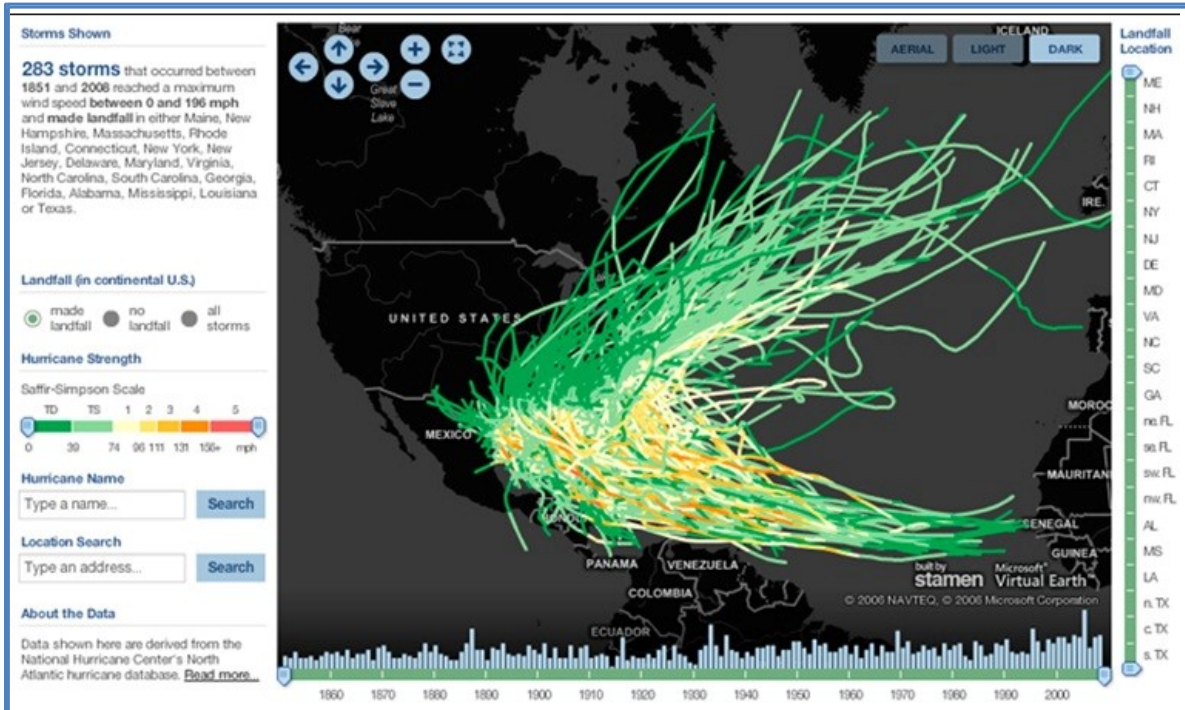 Storms Shown
283 storms that occurred between
1851 and 2008 reached a maximum
wind speed between 0 and 196 mph
and made landfall in either Maine, New
Hampshire, Massachusetts, Rhode
Island, Connecticut, New York, New
Jersey, Delaware, Maryland, Virginia,
North Carolina, South Carolina, Georgia,
Florida, Alabama, Mississippi, Louisiana
or Texas.
Landfall (in continental U.S.)
made landfall
no landfall
all storms
Hurricane Strength
Saffir-Simpson Scale
TD TS 1 2 3 4 5
0 39 74 96 111 131 156+ mph
Hurricane Name
Type a name... Search
Location Search
Type an address... Search
About the Data
Data shown here are derived from the
National Hurricane Center's North
Atlantic hurricane database. Read more...
Great
Bear
Great
Slave
Lake
ICELAND
AERIAL LIGHT DARK
IRE.
UNITED STATES
MEXICO
MOROC
MAURITAN
SENEGAL
GUINEA
PANAMA
VENEZUELA
COLOMBIA
ECUADOR
built by
stamen
Microsoft®
Virtual Earth™
© 2006 NAVTEQ, © 2006 Microsoft Corporation
1860 1870 1880 1890 1900 1910 1920 1930 1940 1950 1960 1970 1980 1990 2000
Landfall
Location
ME
NH
MA
RI
CT
NY
NJ
DE
MD
VA
NC
SC
GA
ne. FL
se. FL
sw. FL
nw. FL
AL
MS
LA
n. TX
c. TX
s. TX